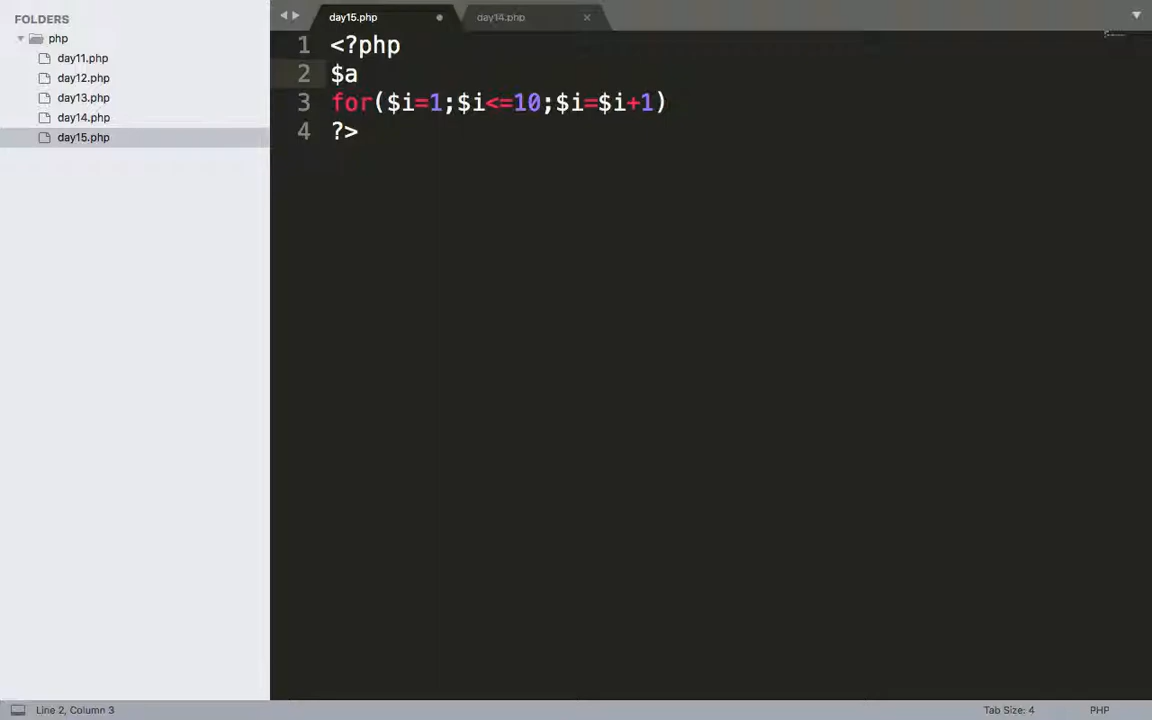 FOLDERS
php
day11.php
day12.php
day13.php
day14.php
day15.php
day15.php
day14.php
1 <?php
2 $a
3 for($i=1;$i<=10;$i=$i+1)
4 ?>
Line 2, Column 3
Tab Size: 4
PHP